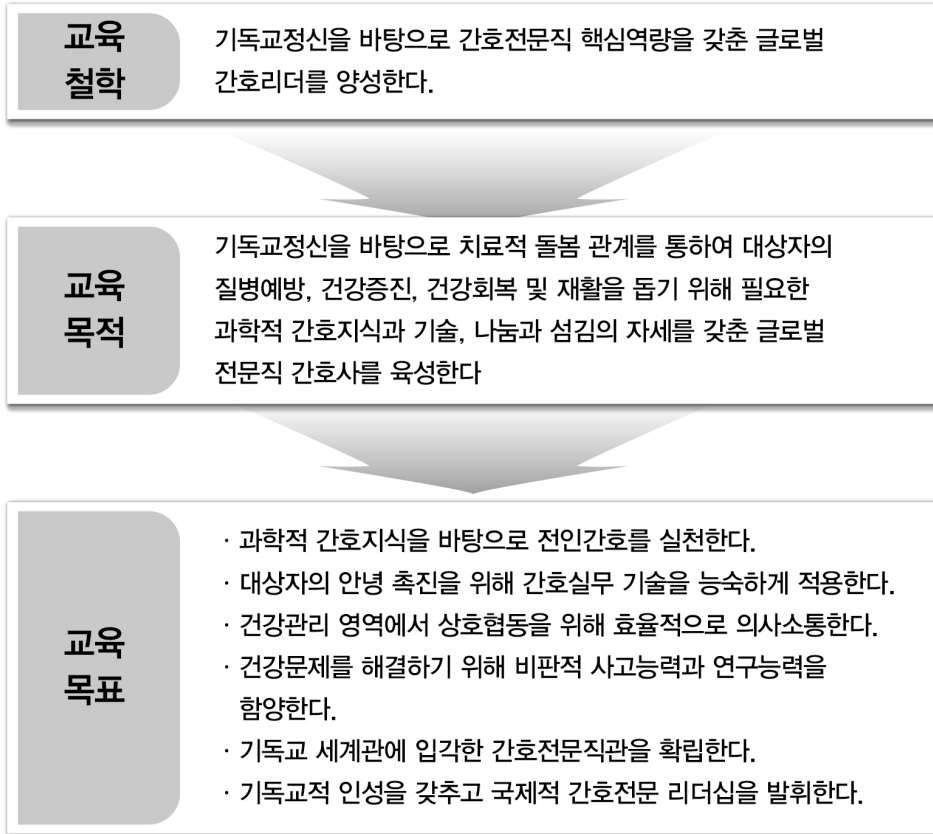 교육
철학
기독교정신을 바탕으로 간호전문직 핵심역량을 갖춘 글로벌
간호리더를 양성한다.
교육
목적
기독교정신을 바탕으로 치료적 돌봄 관계를 통하여 대상자의
질병예방, 건강증진, 건강회복 및 재활을 돕기 위해 필요한
과학적 간호지식과 기술, 나눔과 섬김의 자세를 갖춘 글로벌
전문직 간호사를 육성한다
교육
목표
· 과학적 간호지식을 바탕으로 전인간호를 실천한다.
· 대상자의 안녕 촉진을 위해 간호실무 기술을 능숙하게 적용한다.
· 건강관리 영역에서 상호협동을 위해 효율적으로 의사소통한다.
· 건강문제를 해결하기 위해 비판적 사고능력과 연구능력을
함양한다.
· 기독교 세계관에 입각한 간호전문직관을 확립한다.
· 기독교적 인성을 갖추고 국제적 간호전문 리더십을 발휘한다.